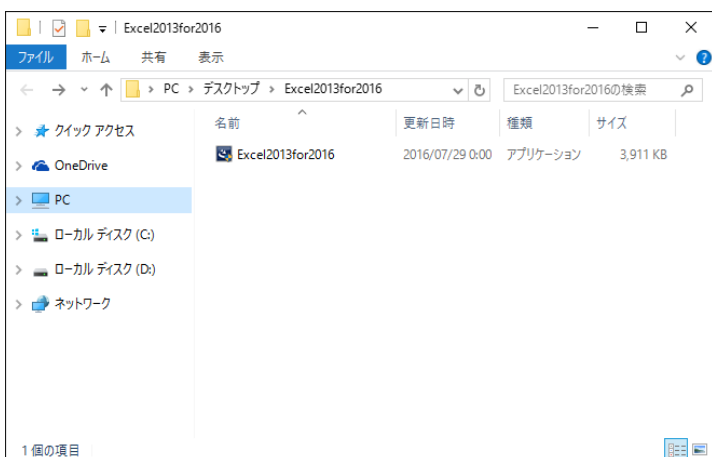 Excel2013for2016
ファイル ホーム 共有 表示
PC デスクトップ Excel2013for2016 Excel2013for2016の検索
名前 更新日時 種類 サイズ
クイック アクセス
Excel2013for2016 2016/07/29 0:00 アプリケーション 3,911 KB
OneDrive
PC
ローカル ディスク (C:)
ローカル ディスク (D:)
ネットワーク
1 個の項目